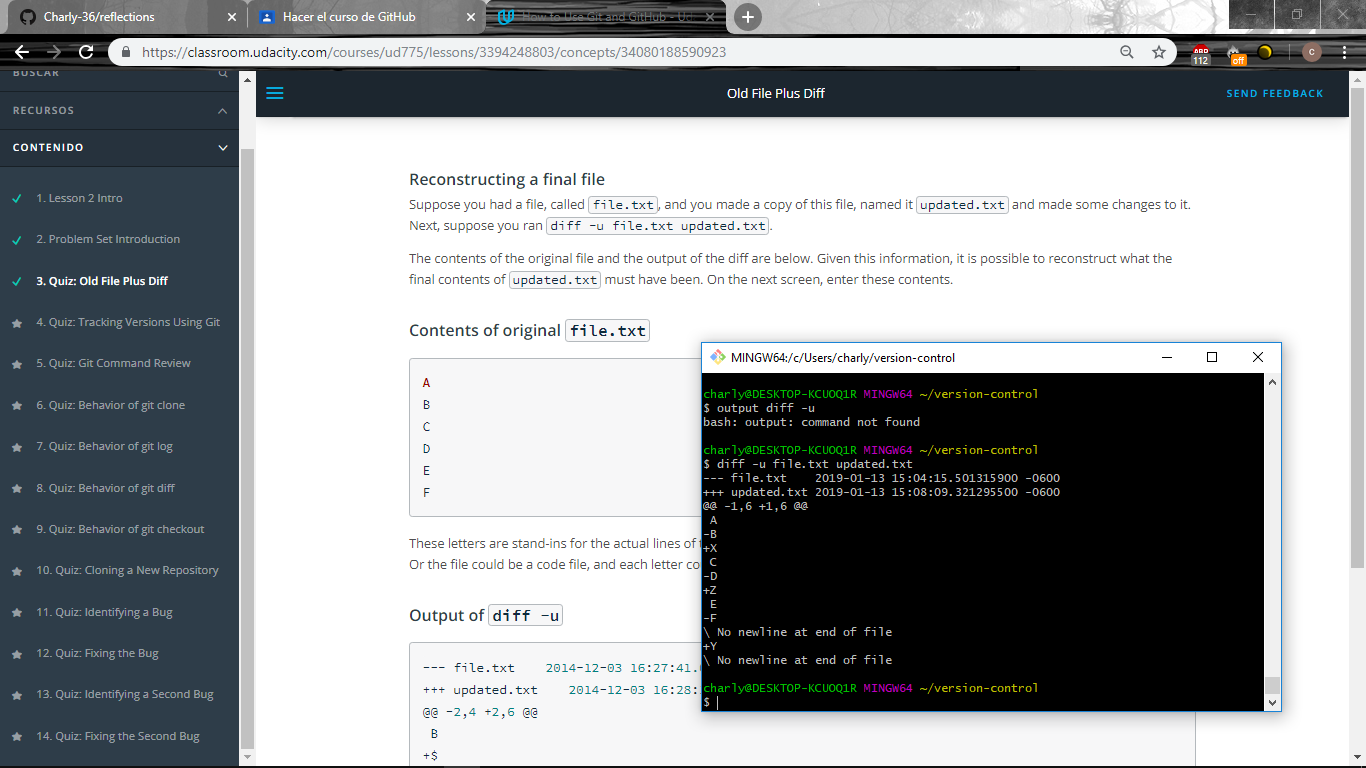 Charly-36/reflections
Hacer el curso de GitHub
How to Use Git and GitHub - Ud
https://classroom.udacity.com/courses/ud775/lessons/3394248803/concepts/34080188590923
ABP
112
off
C
BUSCAR
RECURSOS
CONTENIDO
1. Lesson 2 Intro
2. Problem Set Introduction
3. Quiz: Old File Plus Diff
4. Quiz: Tracking Versions Using Git
5. Quiz: Git Command Review
6. Quiz: Behavior of git clone
7. Quiz: Behavior of git log
8. Quiz: Behavior of git diff
9. Quiz: Behavior of git checkout
10. Quiz: Cloning a New Repository
11. Quiz: Identifying a Bug
12. Quiz: Fixing the Bug
13. Quiz: Identifying a Second Bug
14. Quiz: Fixing the Second Bug
Old File Plus Diff
SEND FEEDBACK
Reconstructing a final file
Suppose you had a file, called file.txt, and you made a copy of this file, named it updated.txt and made some changes to it.
Next, suppose you ran diff -u file.txt updated.txt.
The contents of the original file and the output of the diff are below. Given this information, it is possible to reconstruct what the
final contents of updated.txt must have been. On the next screen, enter these contents.
Contents of original file.txt
A
B
C
D
E
F
These letters are stand-ins for the actual lines of
Or the file could be a code file, and each letter
Output of diff -u
--- file.txt 2014-12-03 16:27:41.
+++ updated.txt 2014-12-03 16:28:
@@ -2,4 +2,6 @@
B
+$
MINGW64:/c/Users/charly/version-control
charly@DESKTOP-KCUOQ1R MINGW64 ~/version-control
$ output diff -u
bash: output: command not found
charly@DESKTOP-KCUOQ1R MINGW64 ~/version-control
$ diff -u file.txt updated.txt
--- file.txt 2019-01-13 15:04:15.501315900 -0600
+++ updated.txt 2019-01-13 15:08:09.321295500 -0600
@@ -1,6 +1,6 @@
A
-B
+X
C
-D
+Z
E
-F
\ No newline at end of file
+Y
\ No newline at end of file
charly@DESKTOP-KCUOQ1R MINGW64 ~/version-control
$